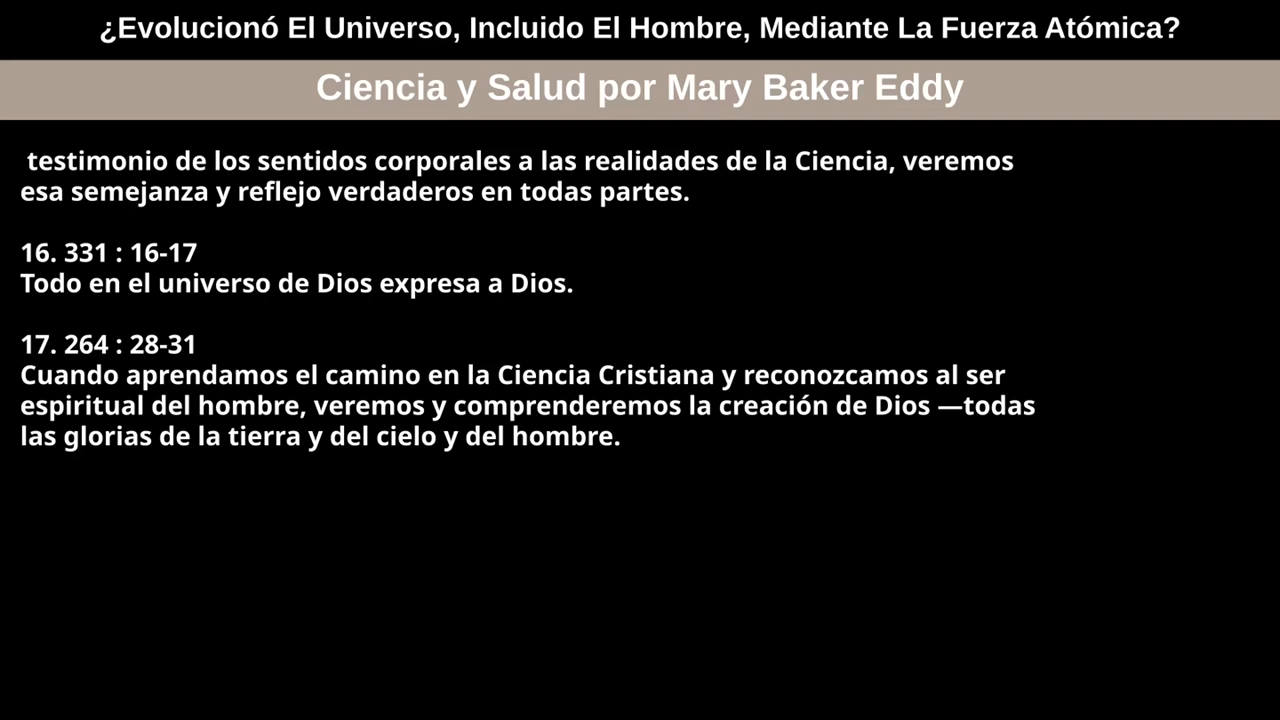 ¿Evolucionó El Universo, Incluido El Hombre, Mediante La Fuerza Atómica?
Ciencia y Salud por Mary Baker Eddy
testimonio de los sentidos corporales a las realidades de la Ciencia, veremos
esa semejanza y reflejo verdaderos en todas partes.
16. 331 : 16-17
Todo en el universo de Dios expresa a Dios.
17. 264 : 28-31
Cuando aprendamos el camino en la Ciencia Cristiana y reconozcamos al ser
espiritual del hombre, veremos y comprenderemos la creación de Dios —todas
las glorias de la tierra y del cielo y del hombre.